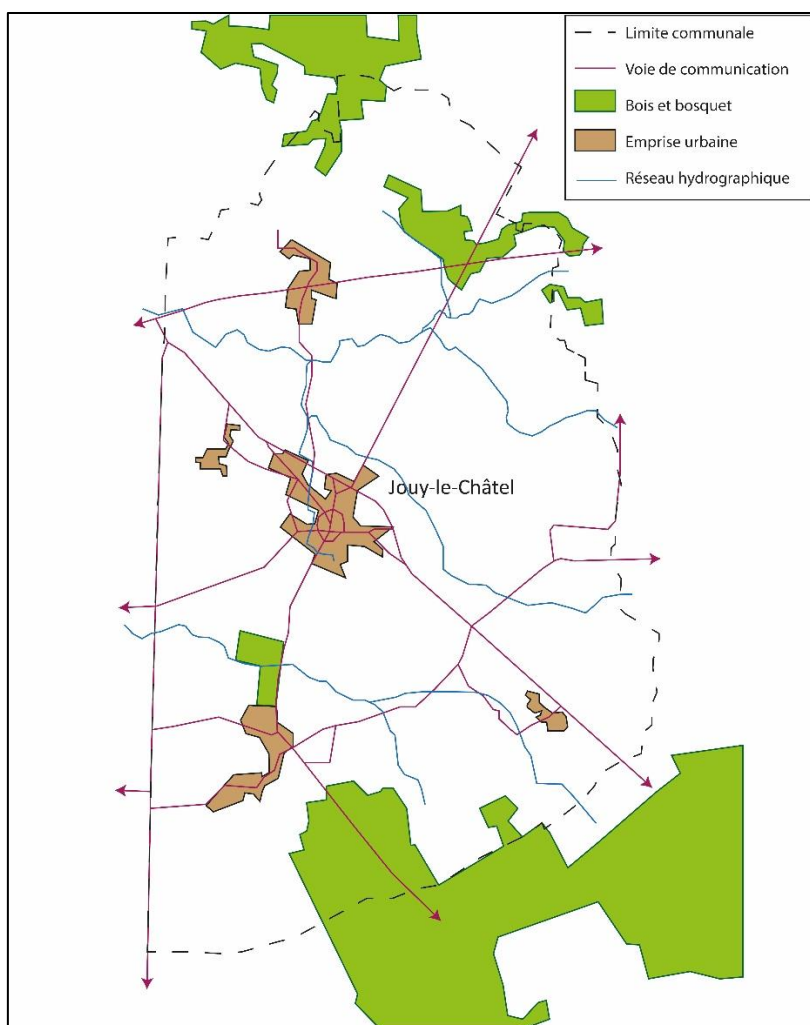 Limite communale
Voie de communication
Bois et bosquet
Emprise urbaine
Réseau hydrographique
Jouy-le-Châtel